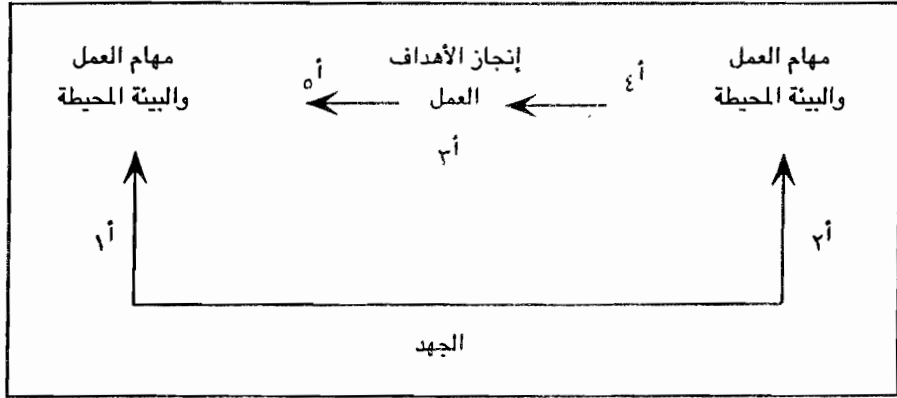 مهام العمل
والبيئة المحيطة
أ٤
إنجاز الأهداف
العمل
أ٣
أ٥
مهام العمل
والبيئة المحيطة
أ٢
أ١
الجهد